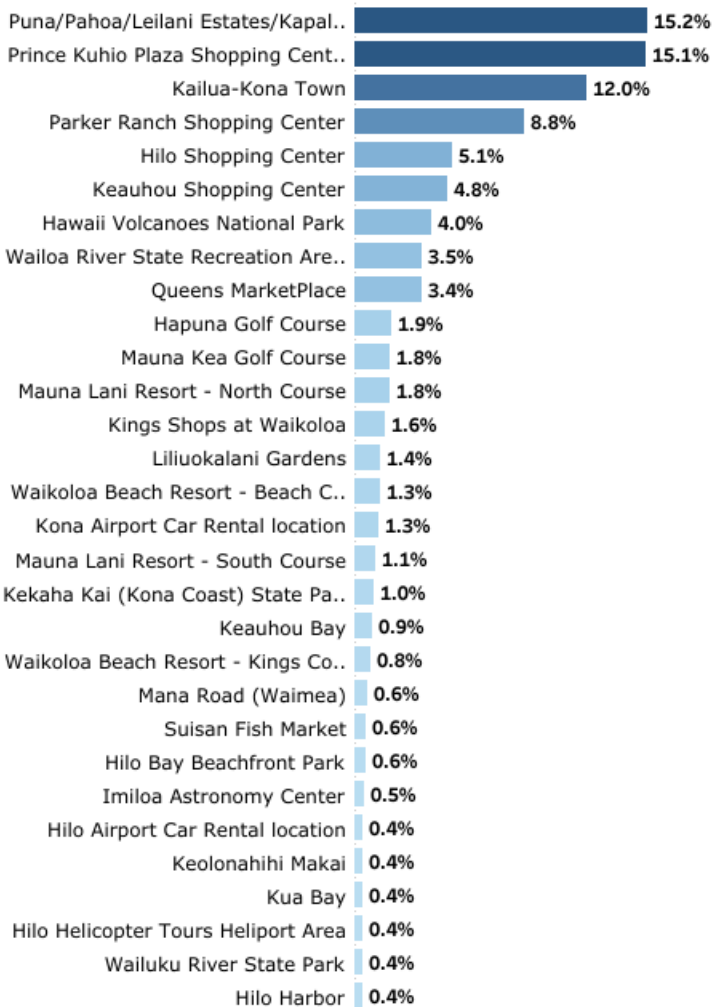 Puna/Pahoa/Leilani Estates/Kapal.. 15.2%
Prince Kuhio Plaza Shopping Cent.. 15.1%
Kailua-Kona Town 12.0%
Parker Ranch Shopping Center 8.8%
Hilo Shopping Center 5.1%
Keauhou Shopping Center 4.8%
Hawaii Volcanoes National Park 4.0%
Wailoa River State Recreation Are.. 3.5%
Queens MarketPlace 3.4%
Hapuna Golf Course 1.9%
Mauna Kea Golf Course 1.8%
Mauna Lani Resort - North Course 1.8%
Kings Shops at Waikoloa 1.6%
Liliuokalani Gardens 1.4%
Waikoloa Beach Resort - Beach C.. 1.3%
Kona Airport Car Rental location 1.3%
Mauna Lani Resort - South Course 1.1%
Kekaha Kai (Kona Coast) State Pa.. 1.0%
Keauhou Bay 0.9%
Waikoloa Beach Resort - Kings Co.. 0.8%
Mana Road (Waimea) 0.6%
Suisan Fish Market 0.6%
Hilo Bay Beachfront Park 0.6%
Imiloa Astronomy Center 0.5%
Hilo Airport Car Rental location 0.4%
Keolonahihi Makai 0.4%
Kua Bay 0.4%
Hilo Helicopter Tours Heliport Area 0.4%
Wailuku River State Park 0.4%
Hilo Harbor 0.4%